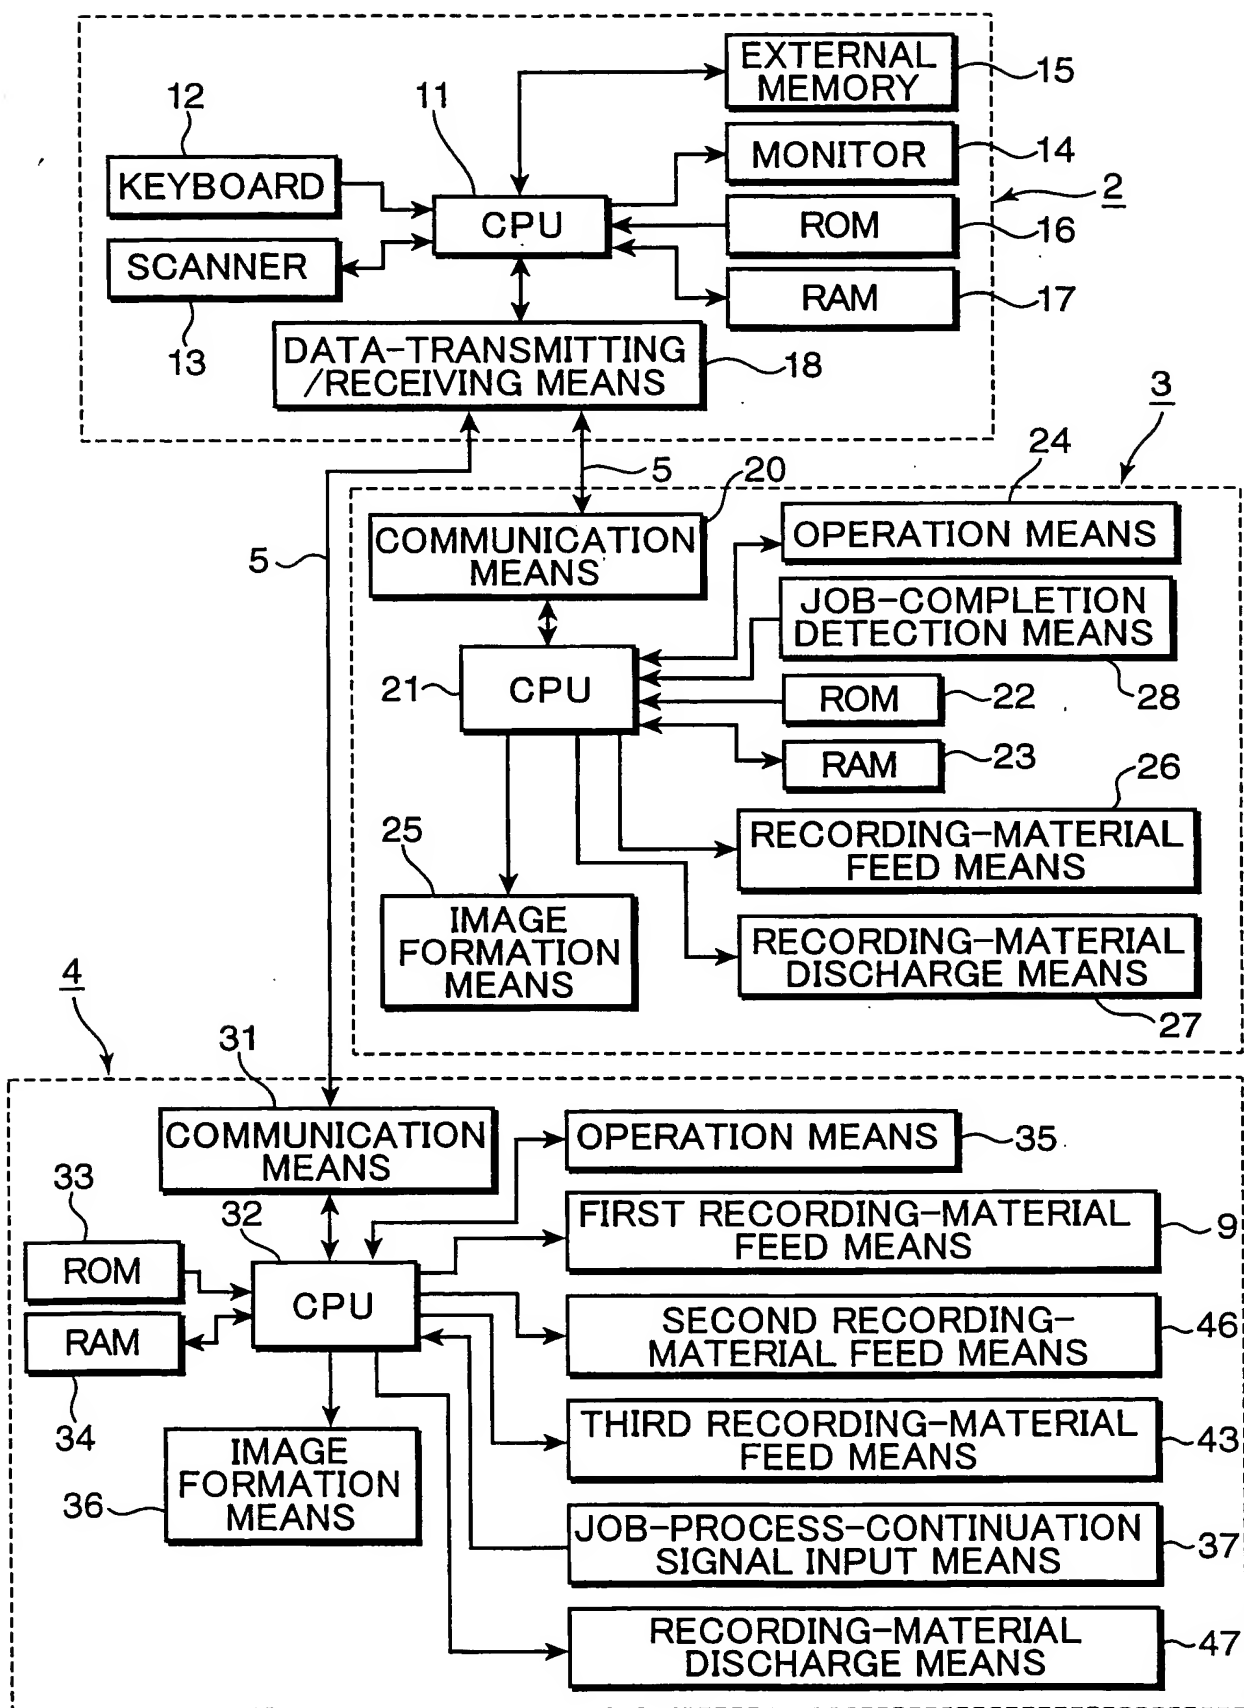 EXTERNAL
MEMORY
15
12
11
MONITOR
14
KEYBOARD
CPU
2
ROM
16
SCANNER
RAM
17
13
DATA-TRANSMITTING
/RECEIVING MEANS
18
3
5
20
24
COMMUNICATION
MEANS
OPERATION MEANS
5
JOB-COMPLETION
DETECTION MEANS
28
21
CPU
ROM
22
RAM
23
26
25
RECORDING-MATERIAL
FEED MEANS
IMAGE
FORMATION
MEANS
RECORDING-MATERIAL
DISCHARGE MEANS
27
4
31
COMMUNICATION
MEANS
OPERATION MEANS
35
33
32
FIRST RECORDING-MATERIAL
FEED MEANS
9
ROM
CPU
RAM
34
SECOND RECORDING-
MATERIAL FEED MEANS
46
THIRD RECORDING-MATERIAL
FEED MEANS
43
IMAGE
FORMATION
MEANS
36
JOB-PROCESS-CONTINUATION
SIGNAL INPUT MEANS
37
RECORDING-MATERIAL
DISCHARGE MEANS
47